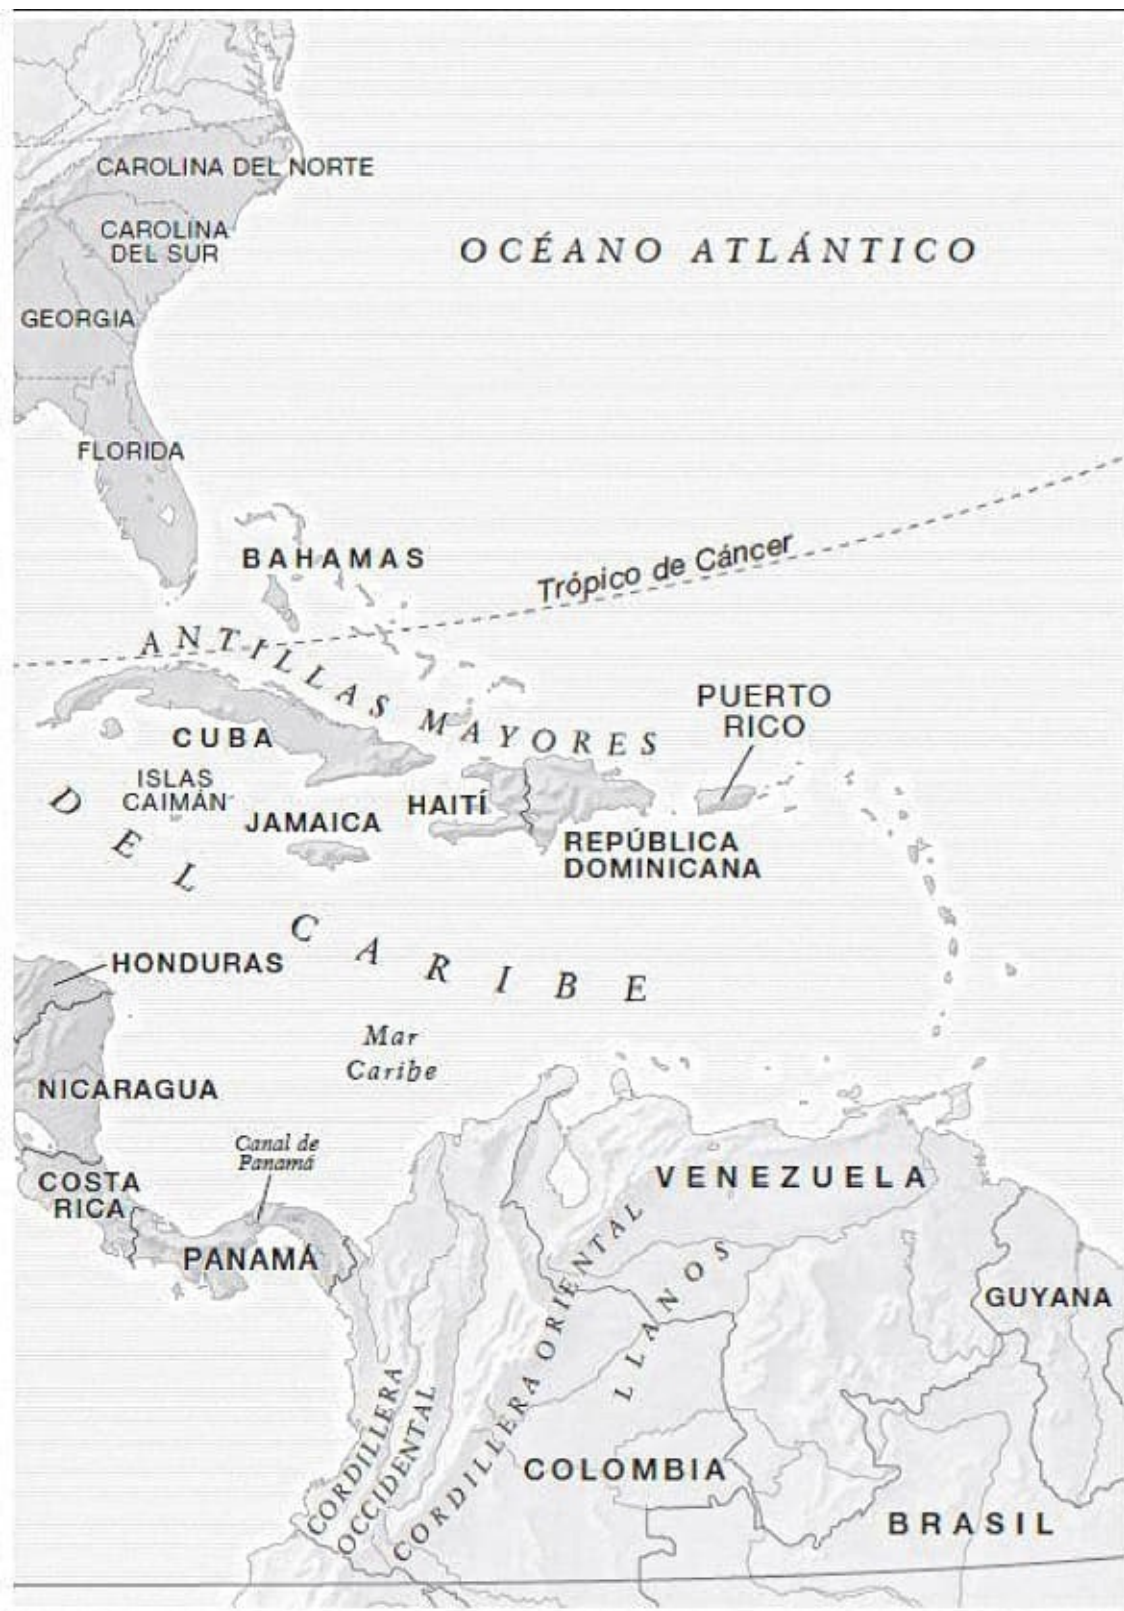 CAROLINA DEL NORTE
CAROLINA
DEL SUR
OCÉANO ATLÁNTICO
GEORGIA
FLORIDA
BAHAMAS
Trópico de Cáncer
ANTILLAS MAYORES
PUERTO
RICO
CUBA
ISLAS
CAIMÁN
JAMAICA
HAITÍ
REPÚBLICA
DOMINICANA
DEL CARIBE
HONDURAS
Mar
Caribe
NICARAGUA
Canal de
Panamá
VENEZUELA
COSTA
RICA
PANAMÁ
LLANOS
GUYANA
CORDILLERA
OCCIDENTAL
CORDILLERA ORIENTAL
COLOMBIA
BRASIL